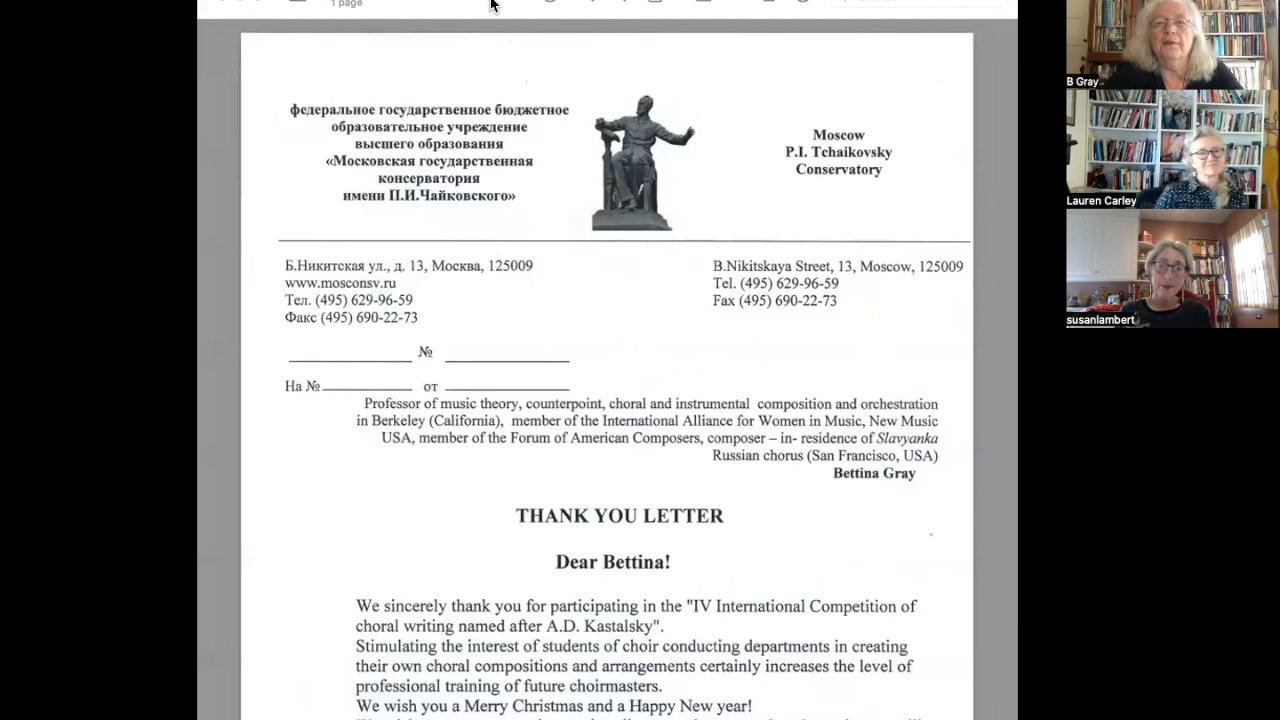 1 page
федеральное государственное бюджетное
образовательное учреждение
высшего образования
«Московская государственная
консерватория
имени П.И.Чайковского»
Moscow
P.I. Tchaikovsky
Conservatory
Б.Никитская ул., д. 13, Москва, 125009
www.mosconsv.ru
Тел. (495) 629-96-59
Факс (495) 690-22-73
B.Nikitskaya Street, 13, Moscow, 125009
Tel. (495) 629-96-59
Fax (495) 690-22-73
№
На № от
Professor of music theory, counterpoint, choral and instrumental composition and orchestration
in Berkeley (California), member of the International Alliance for Women in Music, New Music
USA, member of the Forum of American Composers, composer – in- residence of Slavyanka
Russian chorus (San Francisco, USA)
Bettina Gray
THANK YOU LETTER
Dear Bettina!
We sincerely thank you for participating in the "IV International Competition of
choral writing named after A.D. Kastalsky".
Stimulating the interest of students of choir conducting departments in creating
their own choral compositions and arrangements certainly increases the level of
professional training of future choirmasters.
We wish you a Merry Christmas and a Happy New year!
B Gray
Lauren Carley
susanlambert